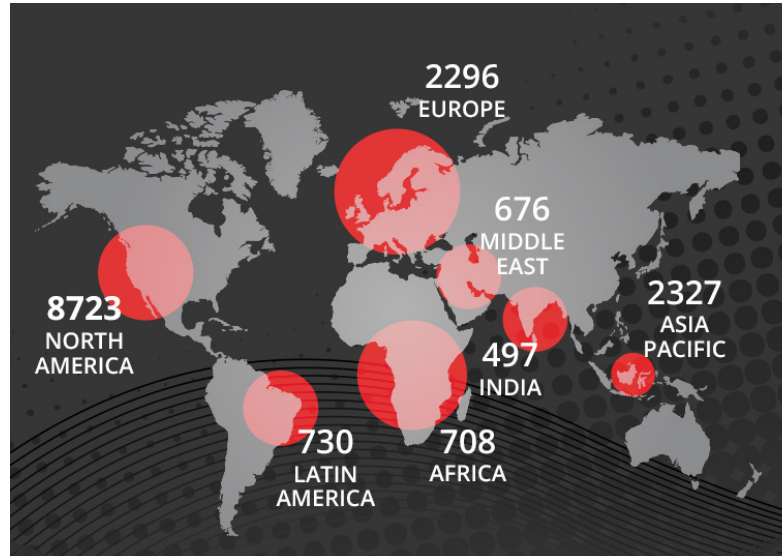 2296
EUROPE
676
MIDDLE
EAST
8723
NORTH
AMERICA
2327
ASIA
PACIFIC
497
INDIA
730
LATIN
AMERICA
708
AFRICA